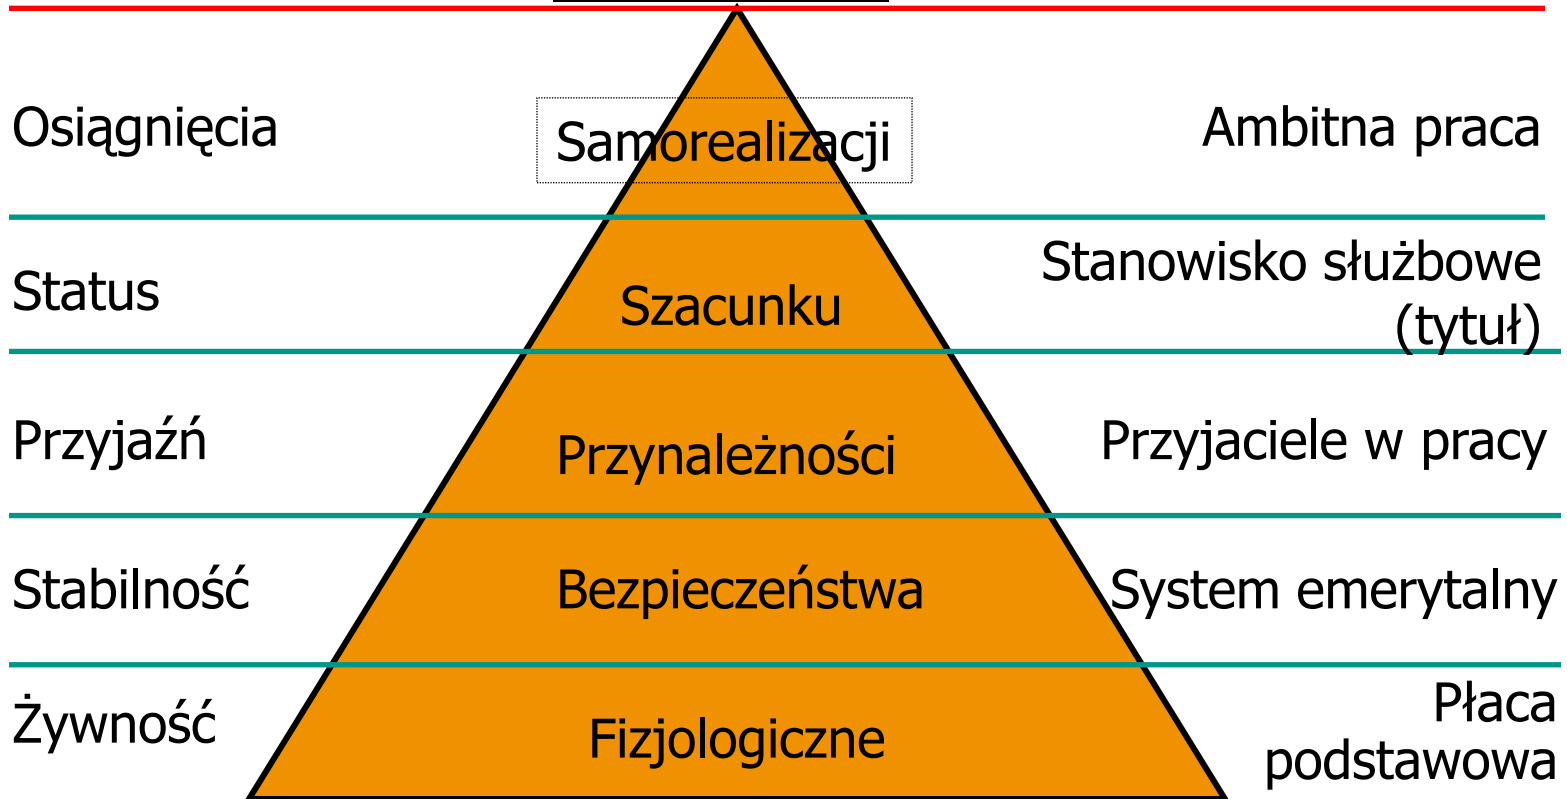 Osiągnięcia
Samorealizacji
Ambitna praca
Status
Szacunku
Stanowisko służbowe
(tytuł)
Przyjaźń
Przynależności
Przyjaciele w pracy
Stabilność
Bezpieczeństwa
System emerytalny
Żywność
Fizjologiczne
Płaca
podstawowa